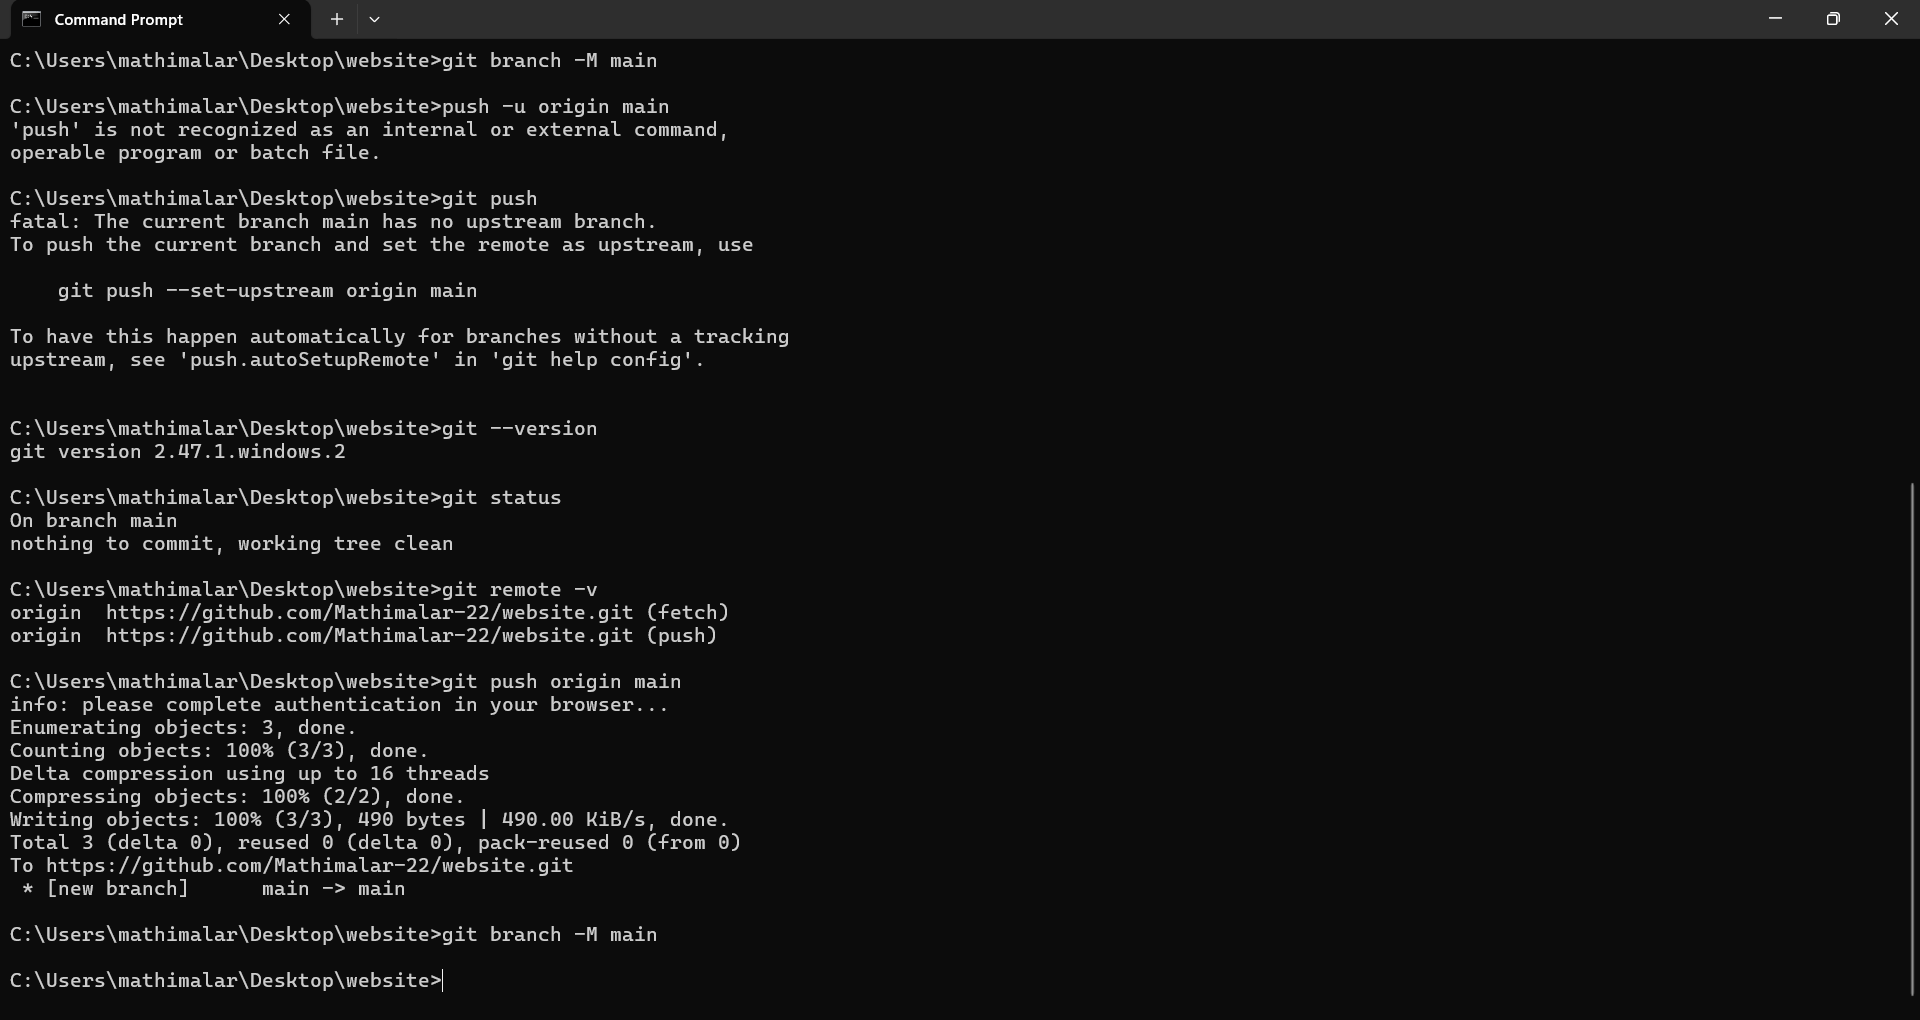 Command Prompt
C:\Users\mathimalar\Desktop\website>git branch -M main
C:\Users\mathimalar\Desktop\website>push -u origin main
'push' is not recognized as an internal or external command,
operable program or batch file.
C:\Users\mathimalar\Desktop\website>git push
fatal: The current branch main has no upstream branch.
To push the current branch and set the remote as upstream, use
    git push --set-upstream origin main
To have this happen automatically for branches without a tracking
upstream, see 'push.autoSetupRemote' in 'git help config'.
C:\Users\mathimalar\Desktop\website>git --version
git version 2.47.1.windows.2
C:\Users\mathimalar\Desktop\website>git status
On branch main
nothing to commit, working tree clean
C:\Users\mathimalar\Desktop\website>git remote -v
origin  https://github.com/Mathimalar-22/website.git (fetch)
origin  https://github.com/Mathimalar-22/website.git (push)
C:\Users\mathimalar\Desktop\website>git push origin main
info: please complete authentication in your browser...
Enumerating objects: 3, done.
Counting objects: 100% (3/3), done.
Delta compression using up to 16 threads
Compressing objects: 100% (2/2), done.
Writing objects: 100% (3/3), 490 bytes | 490.00 KiB/s, done.
Total 3 (delta 0), reused 0 (delta 0), pack-reused 0 (from 0)
To https://github.com/Mathimalar-22/website.git
 * [new branch]      main -> main
C:\Users\mathimalar\Desktop\website>git branch -M main
C:\Users\mathimalar\Desktop\website>